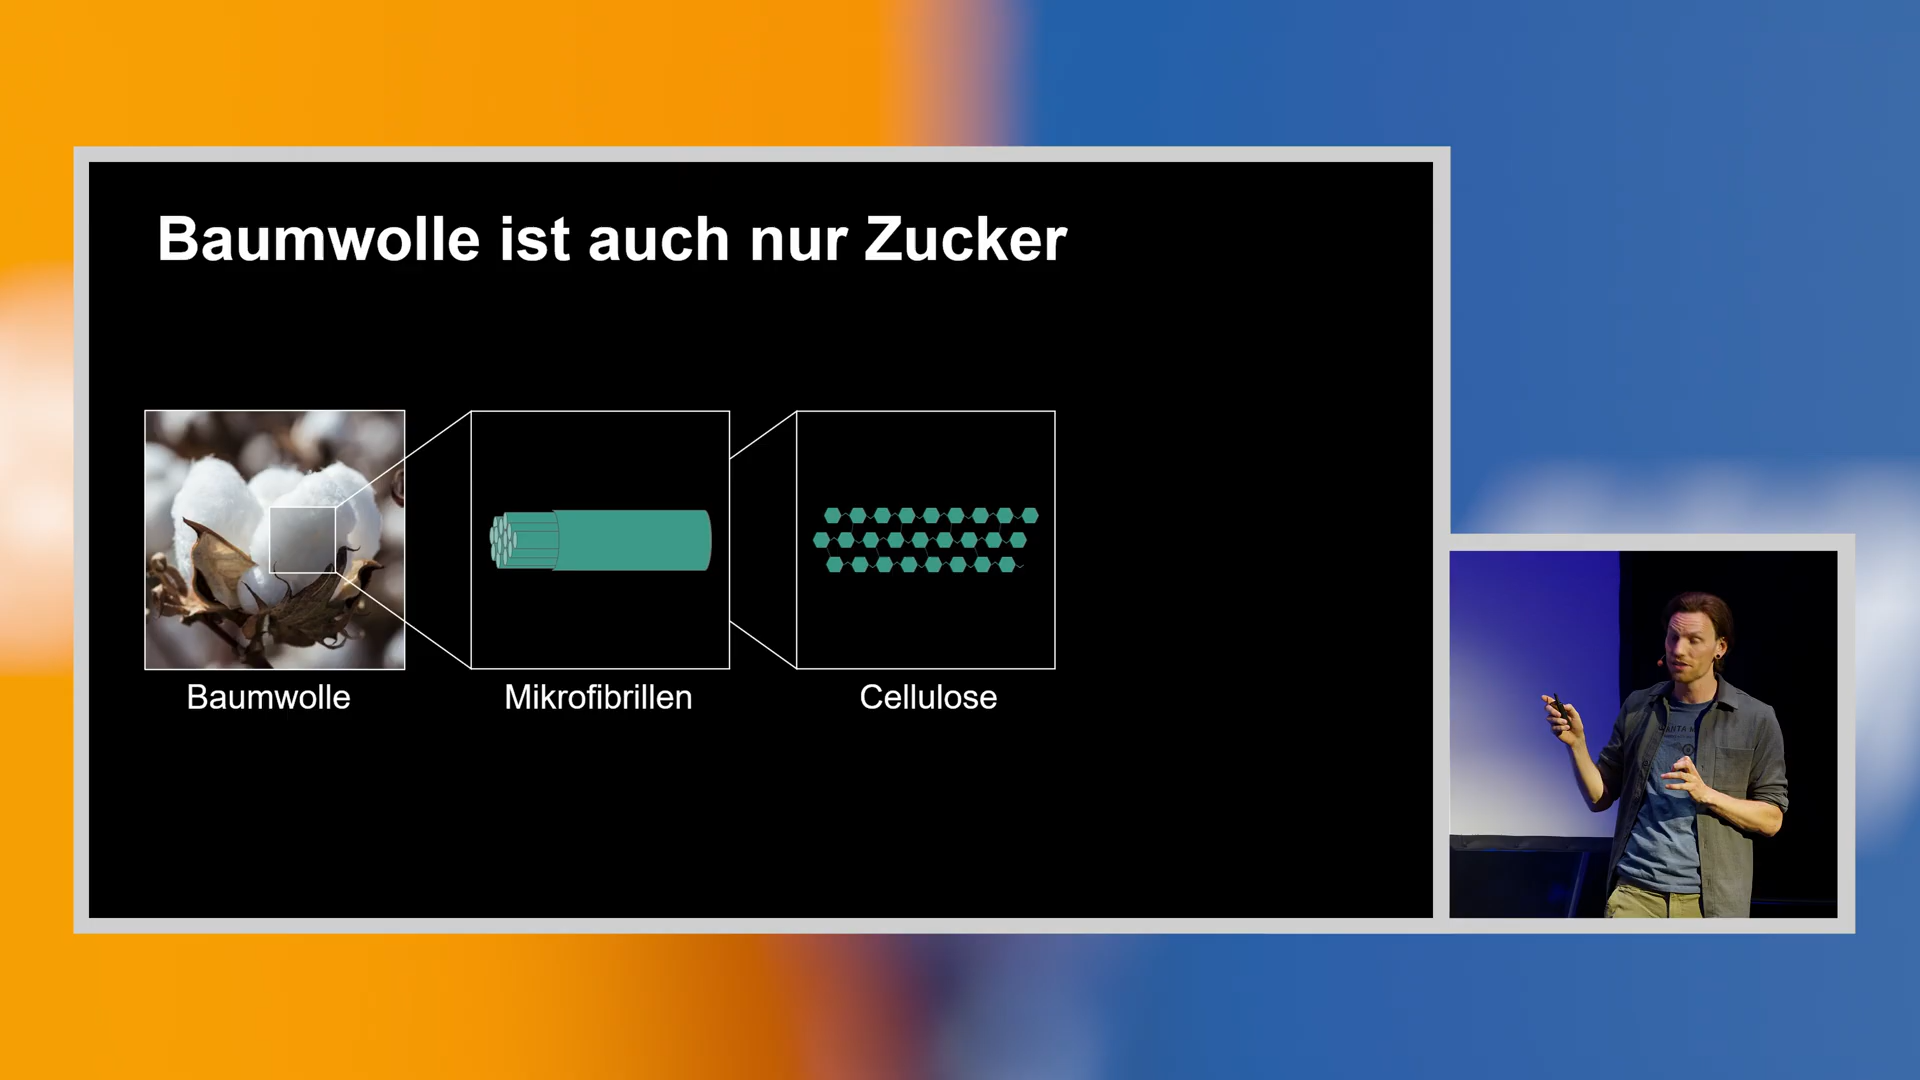 Baumwolle ist auch nur Zucker
Baumwolle
Mikrofibrillen
Cellulose